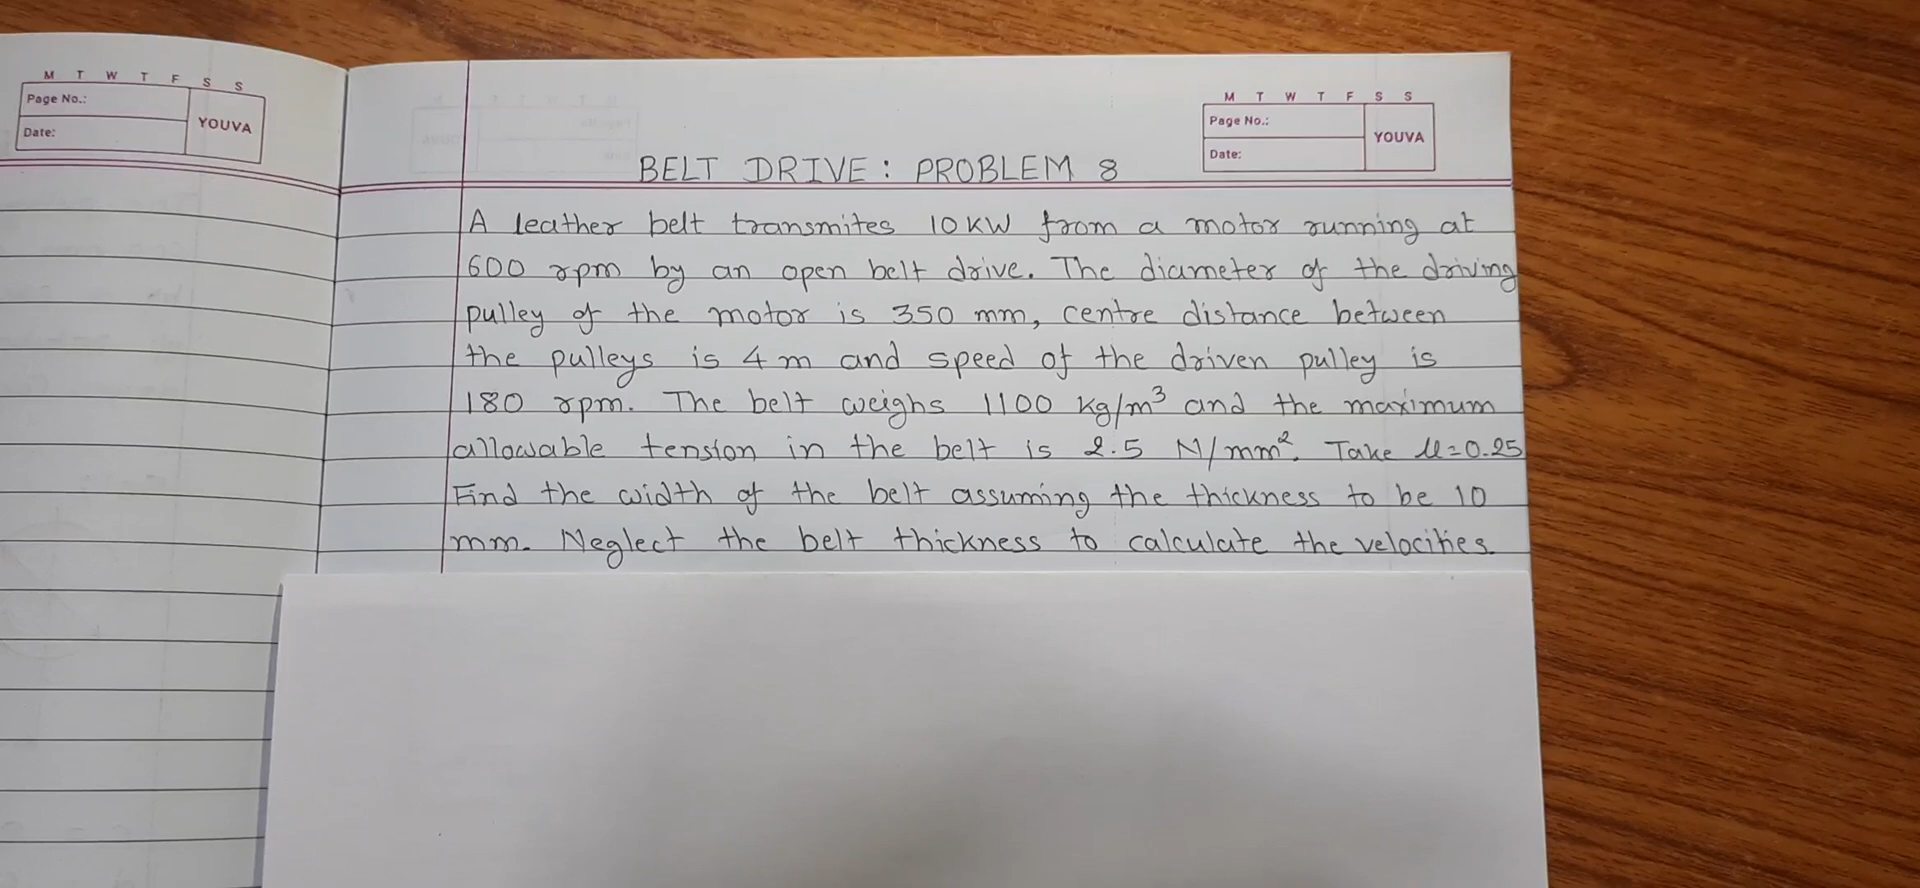 M T W T F S S
Page No.:
Date:
YOUVA
M T W T F S S
Page No.:
Date:
YOUVA
BELT DRIVE: PROBLEM 8
A leather belt transmites 10 KW from a motor running at
600 rpm by an open belt drive. The diameter of the driving
pulley of the motor is 350 mm, centre distance between
the pulleys is 4 m and speed of the driven pulley is
180 rpm. The belt weighs 1100 kg/m³ and the maximum
allowable tension in the belt is 2.5 N/mm². Take μ=0.25
Find the width of the belt assuming the thickness to be 10
mm. Neglect the belt thickness to calculate the velocities.